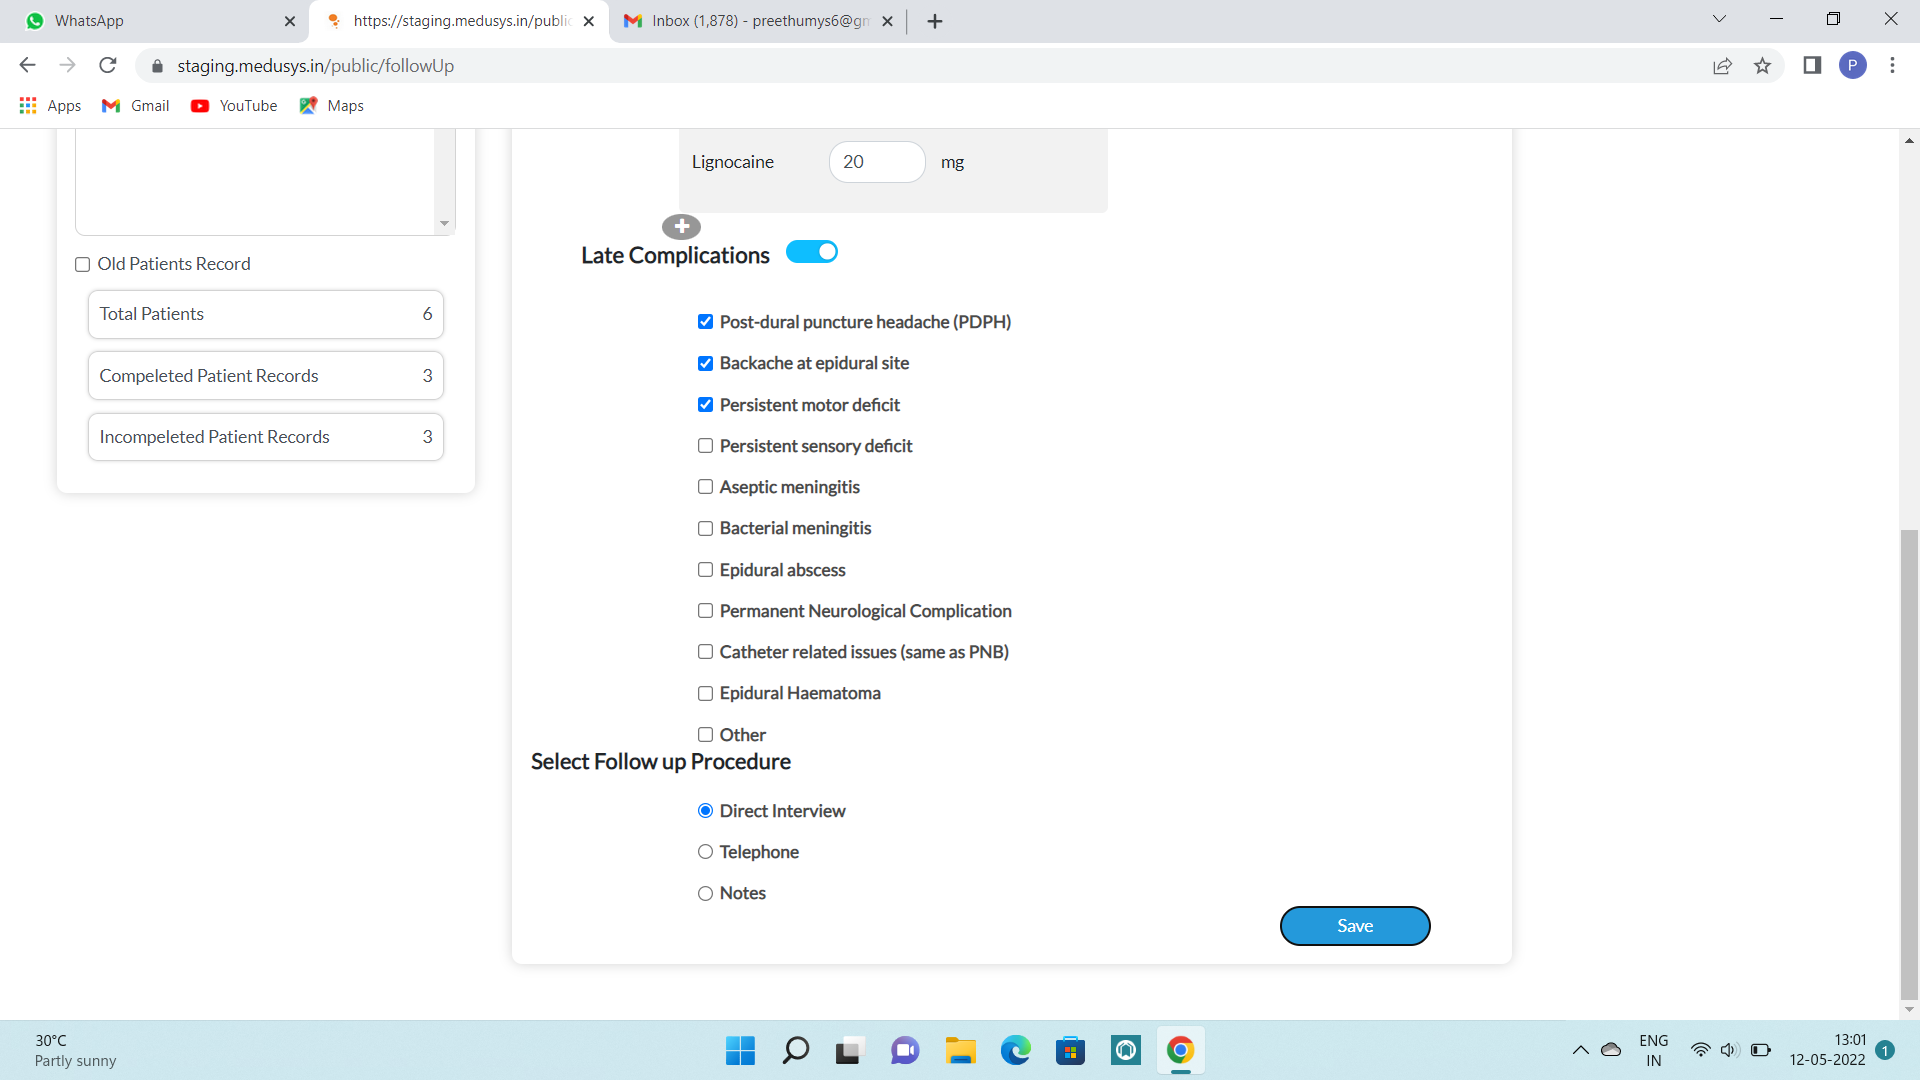 WhatsApp
https://staging.medusys.in/public
Inbox (1,878) - preethumys6@gm
staging.medusys.in/public/followUp
P
Apps
Gmail
YouTube
Maps
Lignocaine 20 mg
Late Complications
Old Patients Record
Total Patients 6
Compeleted Patient Records 3
Incompeleted Patient Records 3
Post-dural puncture headache (PDPH)
Backache at epidural site
Persistent motor deficit
Persistent sensory deficit
Aseptic meningitis
Bacterial meningitis
Epidural abscess
Permanent Neurological Complication
Catheter related issues (same as PNB)
Epidural Haematoma
Other
Select Follow up Procedure
Direct Interview
Telephone
Notes
Save
30°C
Partly sunny
ENG
IN
13:01
12-05-2022
1